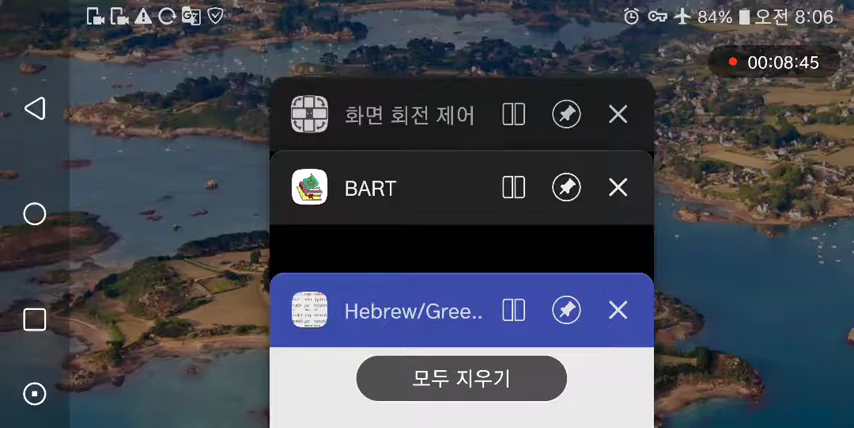 84% 오전 8:06
00:08:45
화면 회전 제어
BART
Hebrew/Gree..
모두 지우기